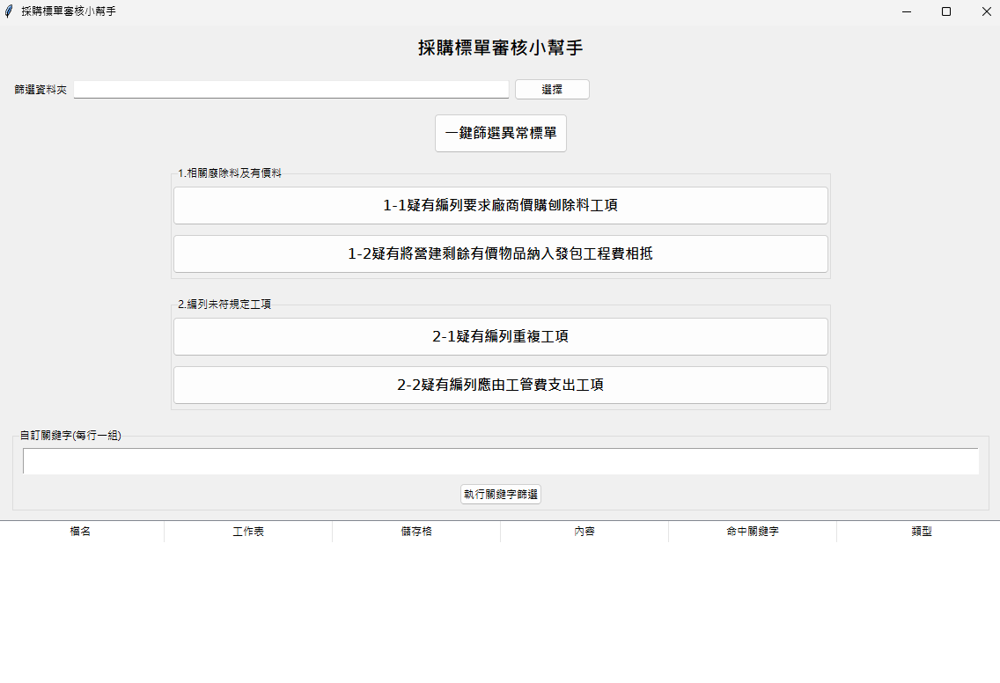 採購標單審核小幫手
採購標單審核小幫手
篩選資料夾 選擇
一鍵篩選異常標單
1.相關廢除料及有價料
1-1疑有編列要求廠商價購刨除料工項
1-2疑有將營建剩餘有價物品納入發包工程費相抵
2.編列未符規定工項
2-1疑有編列重複工項
2-2疑有編列應由工管費支出工項
自訂關鍵字(每行一組)
執行關鍵字篩選
檔名 工作表 儲存格 內容 命中關鍵字 類型